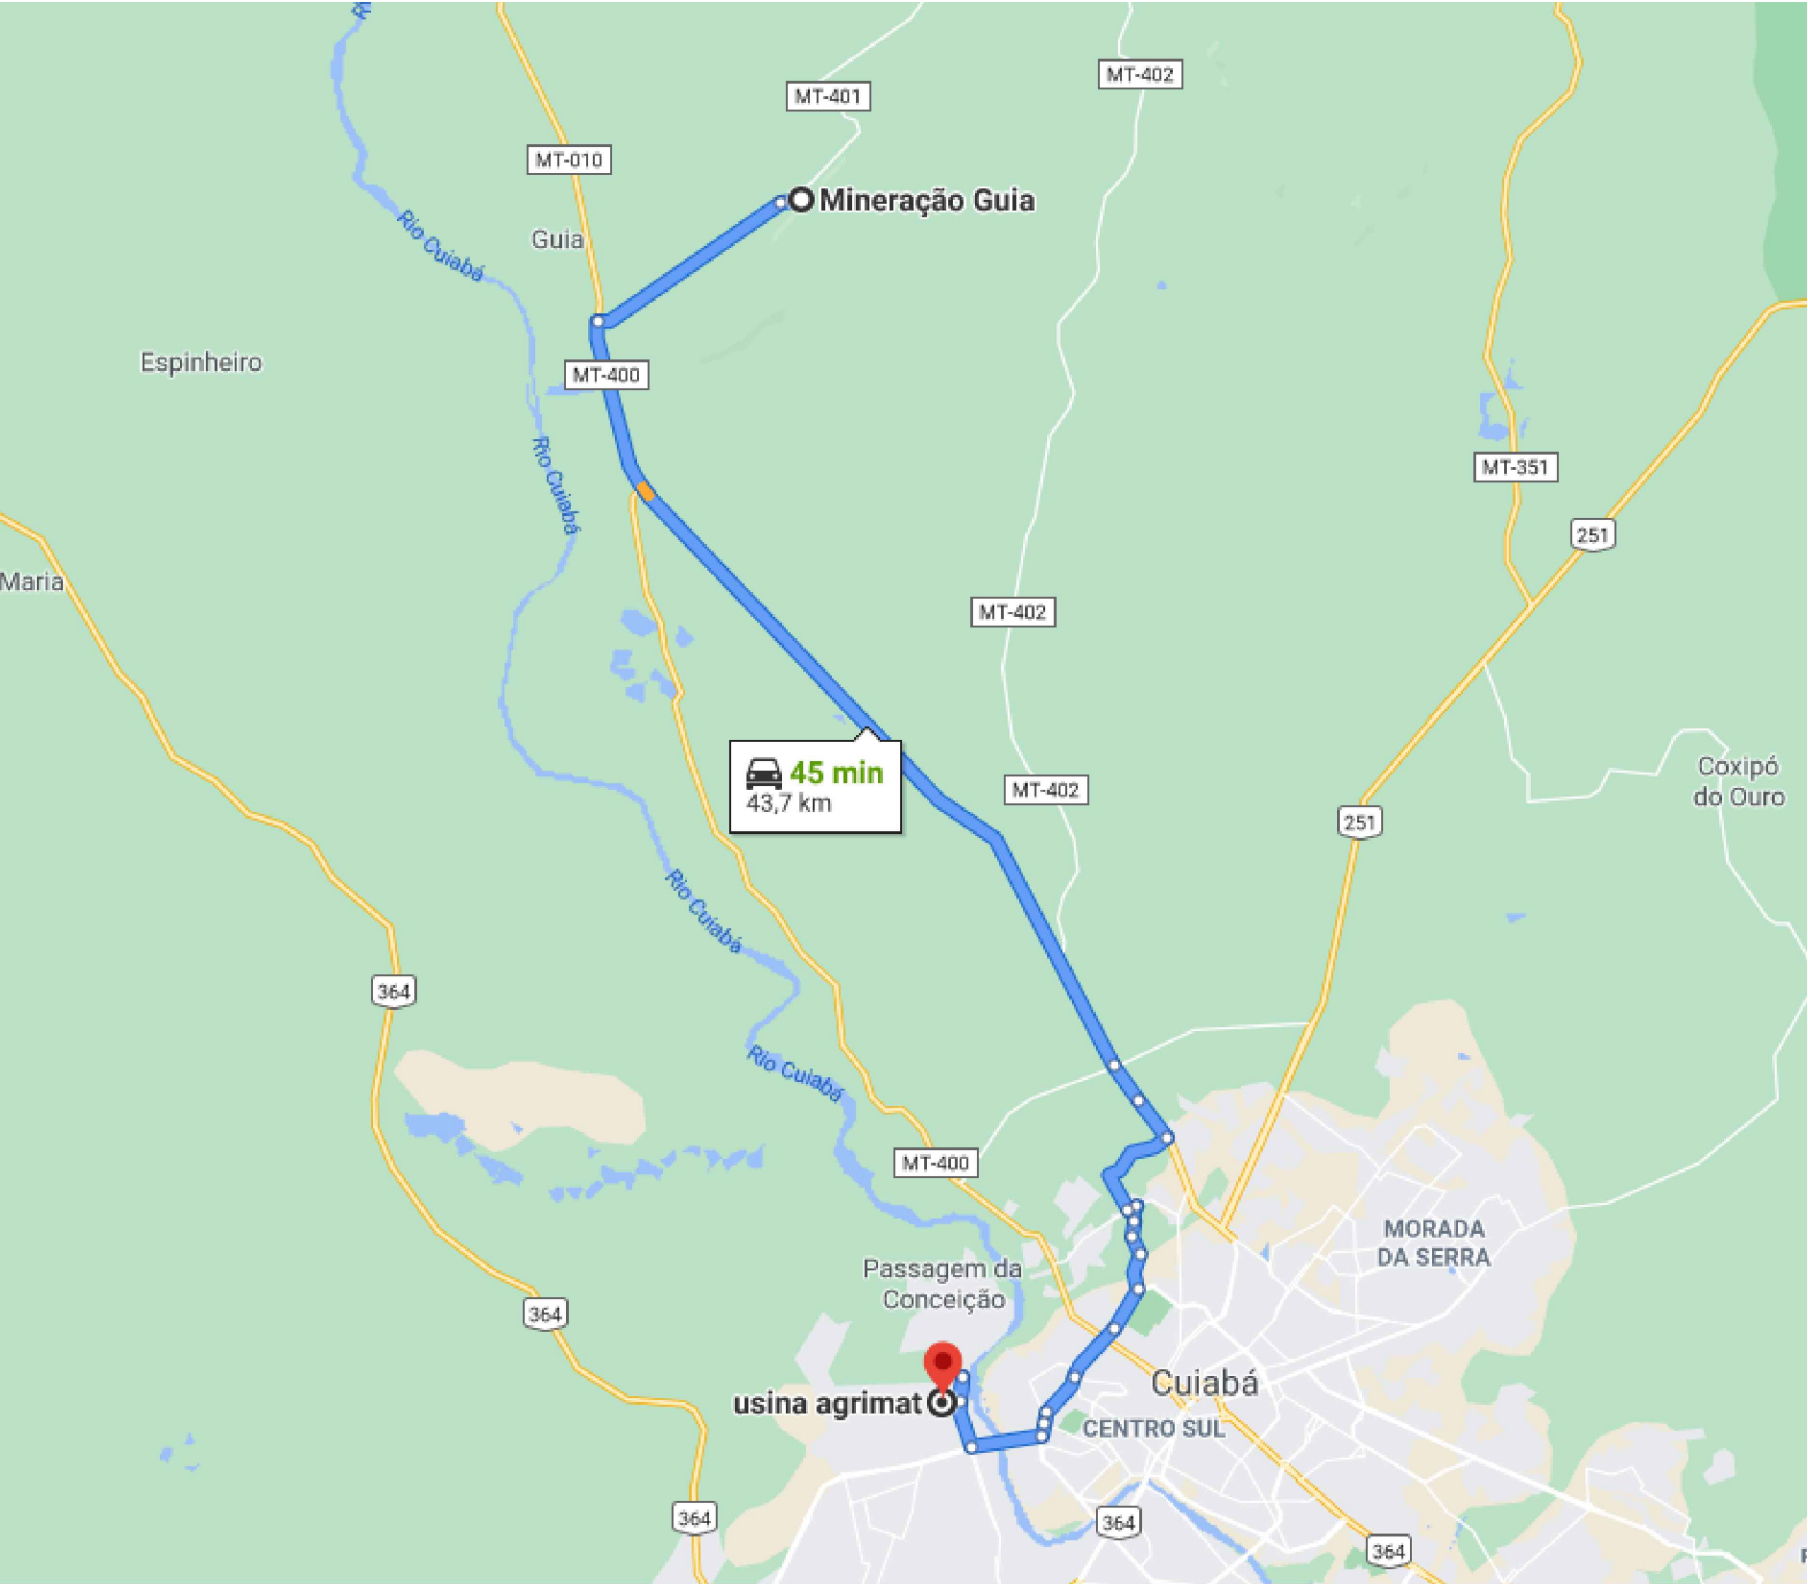 MT-402
MT-401
MT-010
Mineração Guia
Rio Cuiabá
Guia
Espinheiro
MT-400
Rio Cuiabá
MT-351
251
Maria
MT-402
45 min
43,7 km
MT-402
Coxipó
do Ouro
251
Rio Cuiabá
364
Rio Cuiabá
MT-400
MORADA
DA SERRA
Passagem da
Conceição
364
Cuiabá
usina agrimat
CENTRO SUL
364
364
364